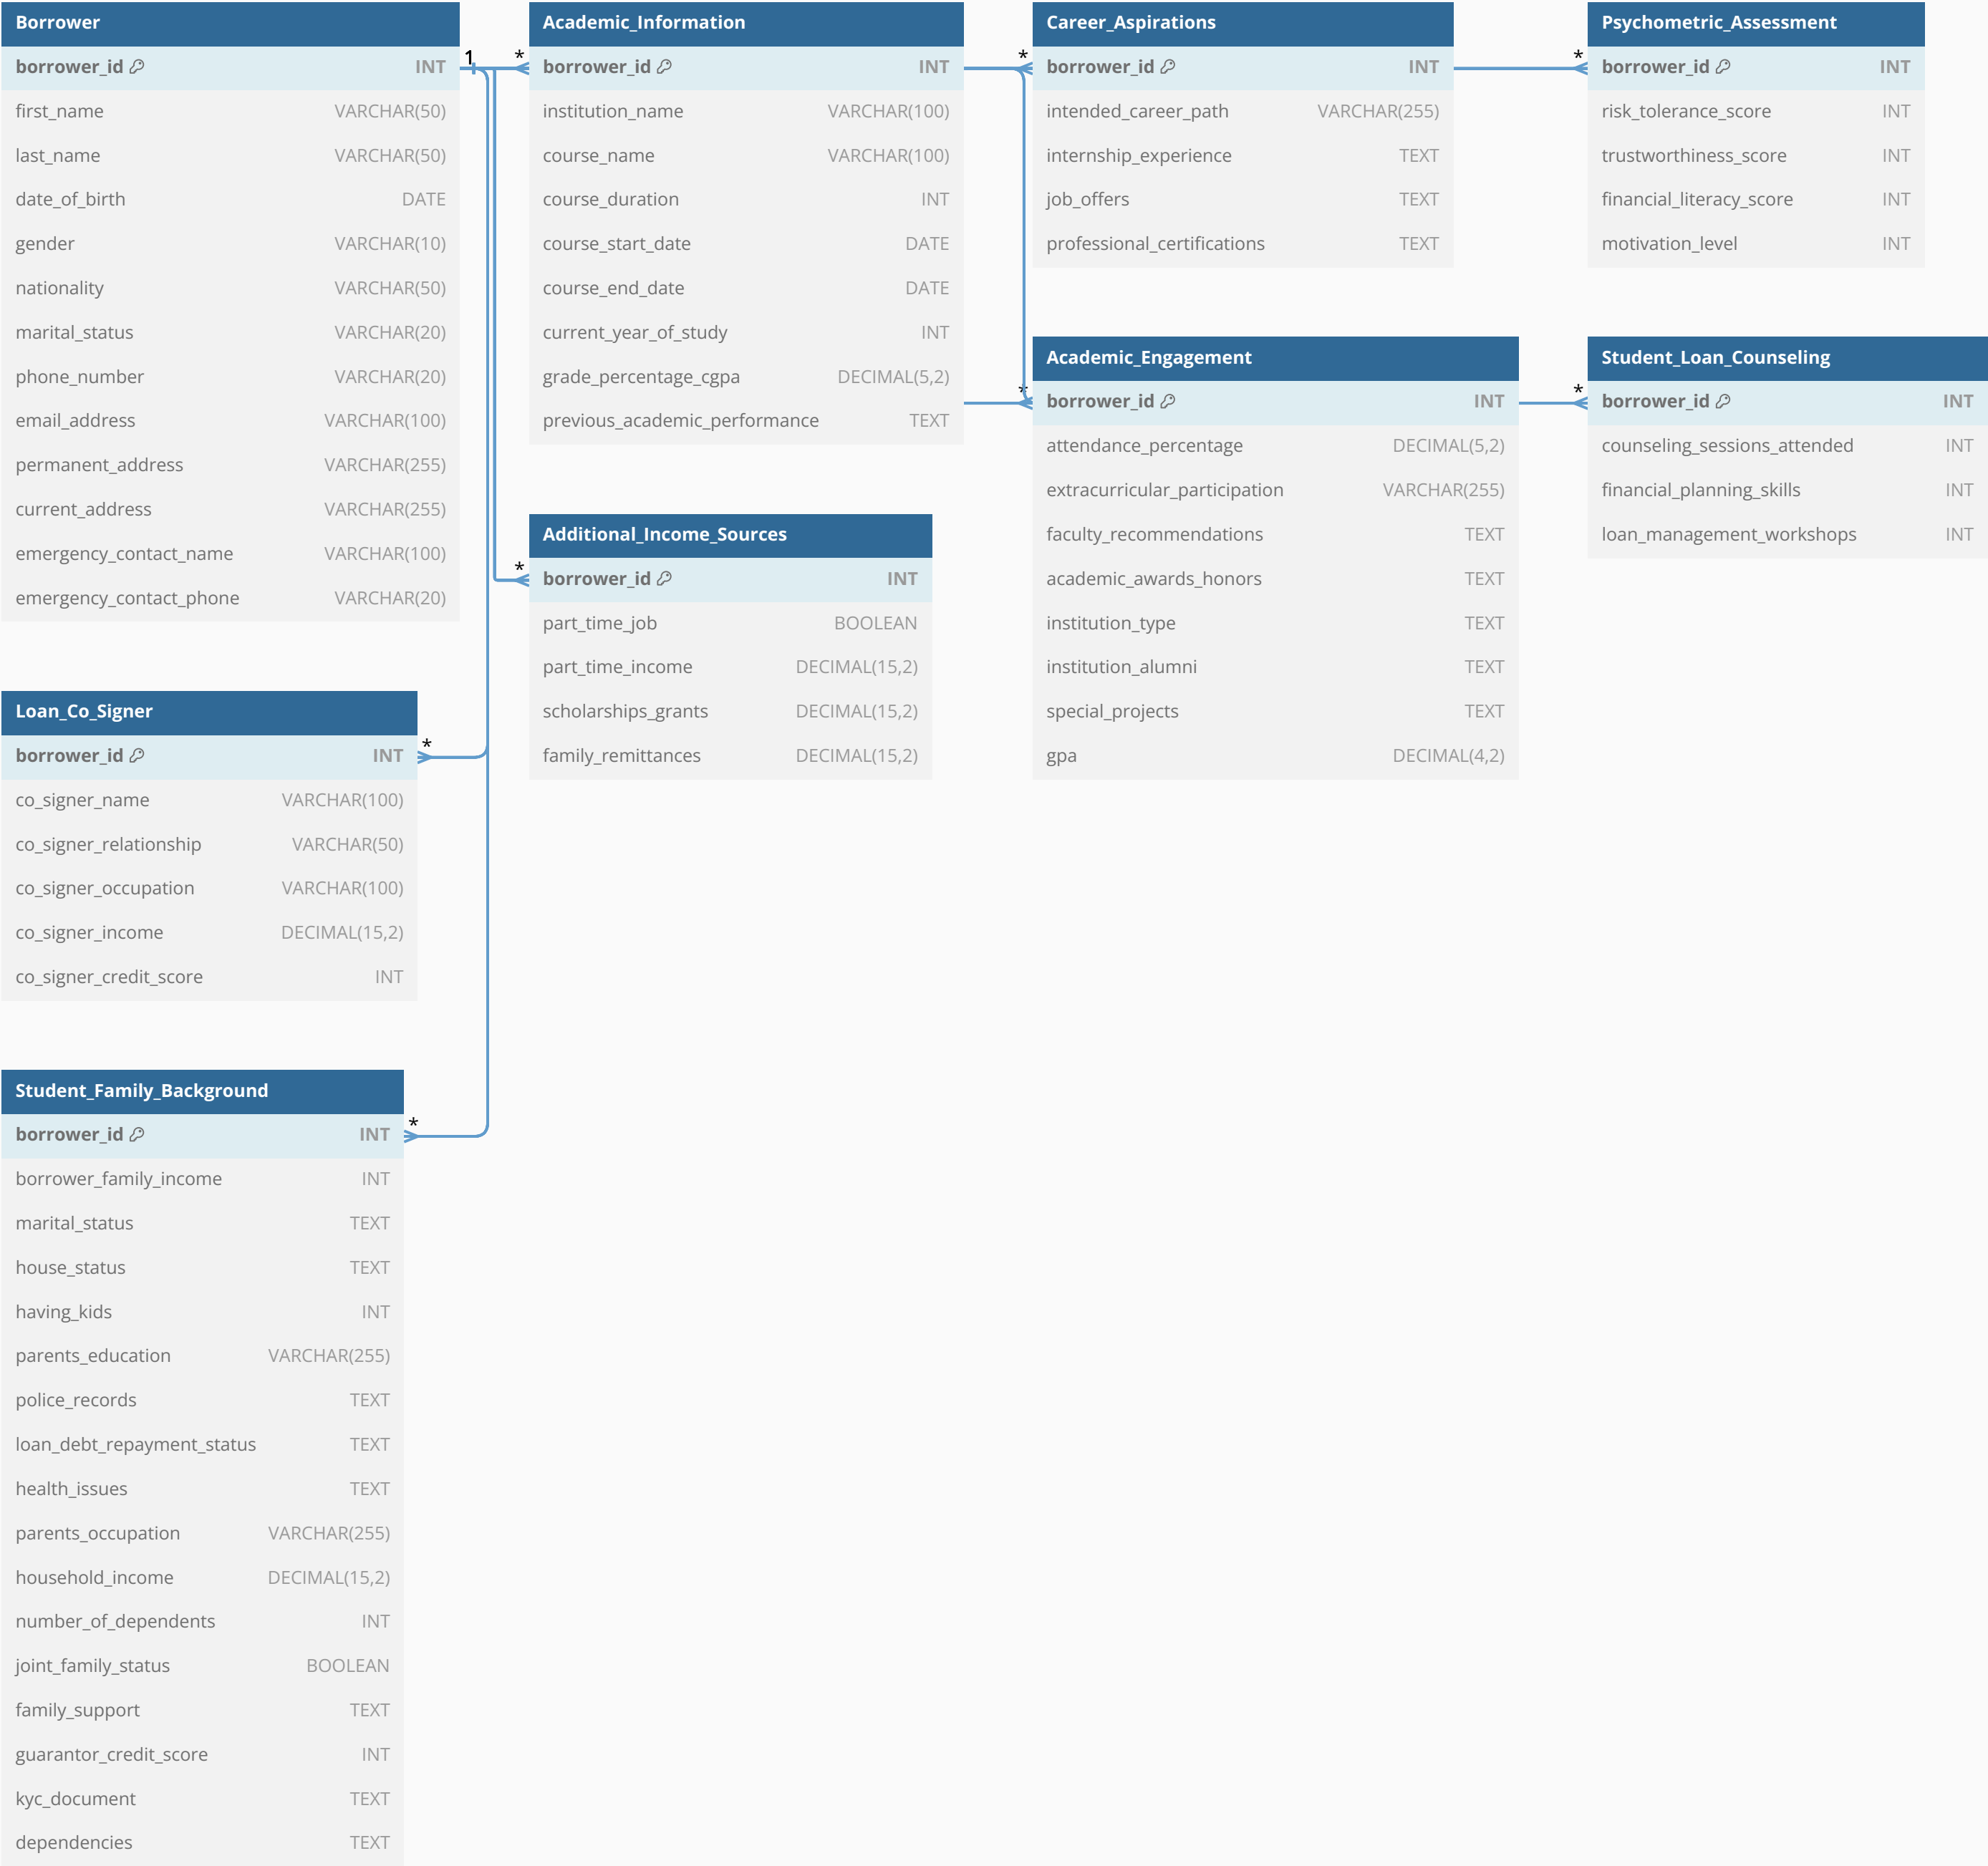 Borrower
borrower_id INT
first_name VARCHAR(50)
last_name VARCHAR(50)
date_of_birth DATE
gender VARCHAR(10)
nationality VARCHAR(50)
marital_status VARCHAR(20)
phone_number VARCHAR(20)
email_address VARCHAR(100)
permanent_address VARCHAR(255)
current_address VARCHAR(255)
emergency_contact_name VARCHAR(100)
emergency_contact_phone VARCHAR(20)
1
*
Academic_Information
borrower_id INT
institution_name VARCHAR(100)
course_name VARCHAR(100)
course_duration INT
course_start_date DATE
course_end_date DATE
current_year_of_study INT
grade_percentage_cgpa DECIMAL(5,2)
previous_academic_performance TEXT
*
Career_Aspirations
borrower_id INT
intended_career_path VARCHAR(255)
internship_experience TEXT
job_offers TEXT
professional_certifications TEXT
*
Psychometric_Assessment
borrower_id INT
risk_tolerance_score INT
trustworthiness_score INT
financial_literacy_score INT
motivation_level INT
*
Academic_Engagement
borrower_id INT
attendance_percentage DECIMAL(5,2)
extracurricular_participation VARCHAR(255)
faculty_recommendations TEXT
academic_awards_honors TEXT
institution_type TEXT
institution_alumni TEXT
special_projects TEXT
gpa DECIMAL(4,2)
*
Student_Loan_Counseling
borrower_id INT
counseling_sessions_attended INT
financial_planning_skills INT
loan_management_workshops INT
*
Additional_Income_Sources
borrower_id INT
part_time_job BOOLEAN
part_time_income DECIMAL(15,2)
scholarships_grants DECIMAL(15,2)
family_remittances DECIMAL(15,2)
Loan_Co_Signer
*
borrower_id INT
co_signer_name VARCHAR(100)
co_signer_relationship VARCHAR(50)
co_signer_occupation VARCHAR(100)
co_signer_income DECIMAL(15,2)
co_signer_credit_score INT
Student_Family_Background
*
borrower_id INT
borrower_family_income INT
marital_status TEXT
house_status TEXT
having_kids INT
parents_education VARCHAR(255)
police_records TEXT
loan_debt_repayment_status TEXT
health_issues TEXT
parents_occupation VARCHAR(255)
household_income DECIMAL(15,2)
number_of_dependents INT
joint_family_status BOOLEAN
family_support TEXT
guarantor_credit_score INT
kyc_document TEXT
dependencies TEXT